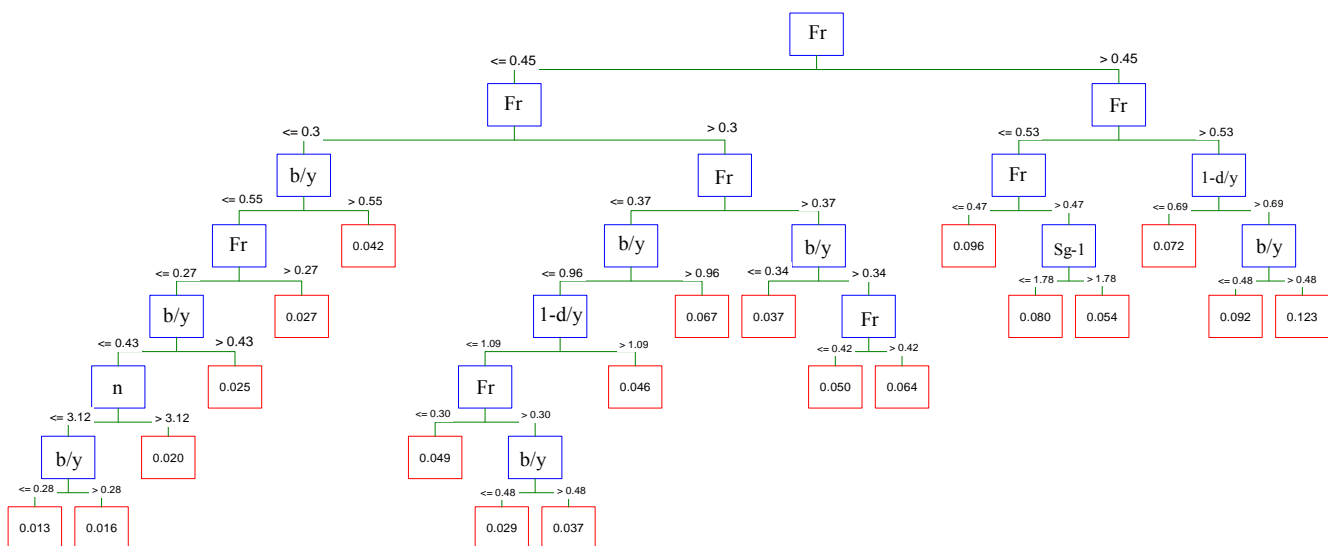 Fr
<= 0.45 > 0.45
Fr Fr
<= 0.3 > 0.3 <= 0.53 > 0.53
b/y Fr Fr 1-d/y
<= 0.55 > 0.55 <= 0.37 > 0.37 <= 0.47 > 0.47 <= 0.69 > 0.69
Fr 0.042 b/y b/y 0.096 Sg-1 0.072 b/y
<= 0.27 > 0.27 <= 0.96 > 0.96 <= 0.34 > 0.34 <= 1.78 > 1.78 <= 0.48 > 0.48
b/y 0.027 1-d/y 0.067 0.037 Fr 0.080 0.054 0.092 0.123
<= 0.43 > 0.43 <= 1.09 > 1.09 <= 0.42 > 0.42
n 0.025 Fr 0.046 0.050 0.064
<= 3.12 > 3.12 <= 0.30 > 0.30
b/y 0.020 0.049 b/y
<= 0.28 > 0.28 <= 0.48 > 0.48
0.013 0.016 0.029 0.037